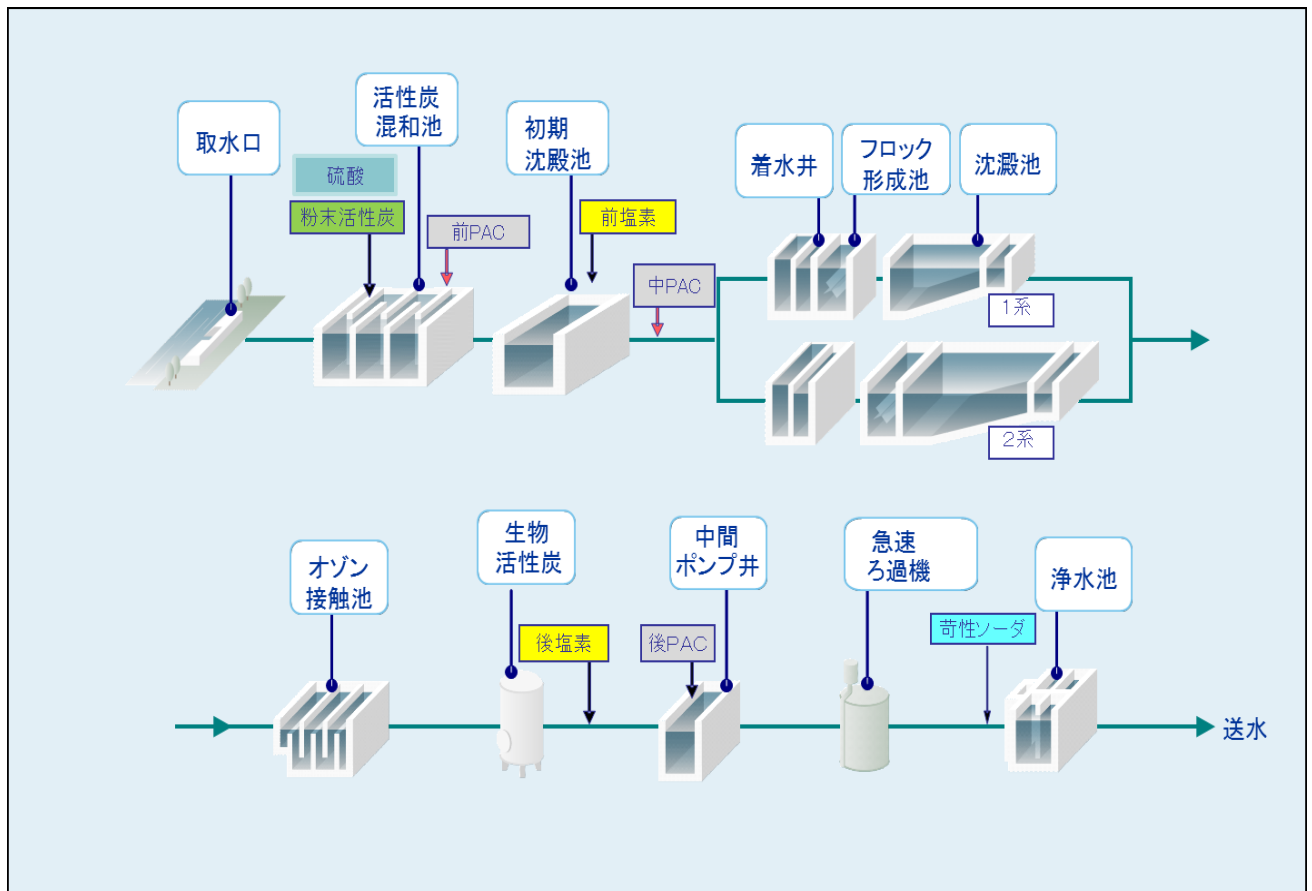 取水口
硫酸
粉末活性炭
活性炭
混和池
前PAC
初期
沈殿池
前塩素
中PAC
着水井
フロック
形成池
沈澱池
1系
2系
オゾン
接触池
生物
活性炭
後塩素
後PAC
中間
ポンプ井
急速
ろ過機
苛性ソーダ
浄水池
送水